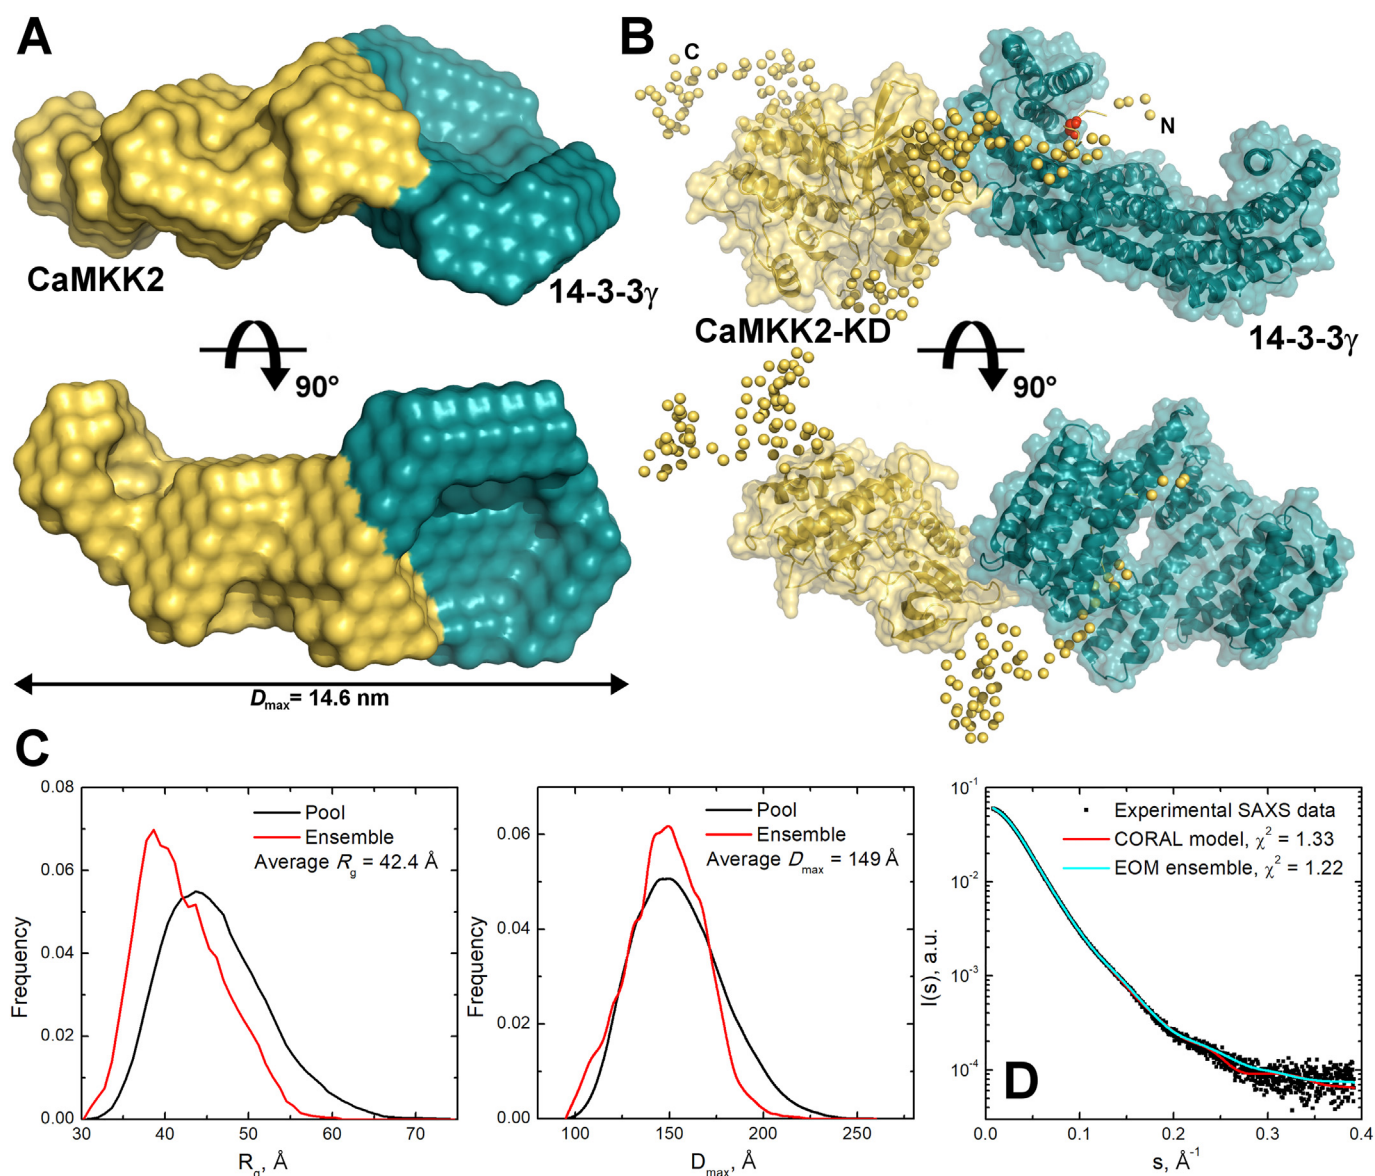 A
CaMKK2
14-3-3γ
90°
D max = 14.6 nm
B
C
N
CaMKK2-KD
14-3-3γ
90°
C
0.08
0.06
0.04
0.02
0.00
Frequency
Pool
Ensemble
Average Rg = 42.4 Å
30 40 50 60 70
Rg, Å
0.06
0.04
0.02
0.00
Frequency
Pool
Ensemble
Average Dmax = 149 Å
100 150 200 250
Dmax, Å
10-1
10-2
10-3
10-4
I(s), a.u.
Experimental SAXS data
CORAL model, χ2 = 1.33
EOM ensemble, χ2 = 1.22
D
0.0 0.1 0.2 0.3 0.4
s, Å-1